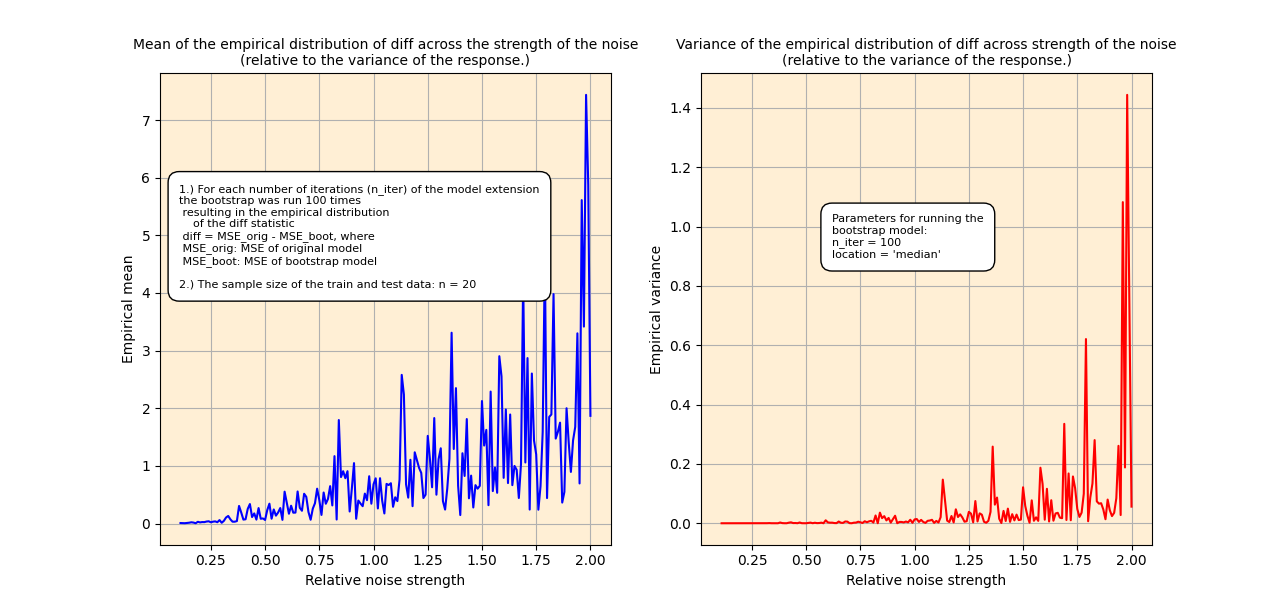 Mean of the empirical distribution of diff across the strength of the noise
(relative to the variance of the response.)
7
6
5
4
3
2
1
0
Empirical mean
1.) For each number of iterations (n_iter) of the model extension
the bootstrap was run 100 times
resulting in the empirical distribution
of the diff statistic
diff = MSE_orig - MSE_boot, where
MSE_orig: MSE of original model
MSE_boot: MSE of bootstrap model
2.) The sample size of the train and test data: n = 20
0.25 0.50 0.75 1.00 1.25 1.50 1.75 2.00
Relative noise strength
Variance of the empirical distribution of diff across strength of the noise
(relative to the variance of the response.)
1.4
1.2
1.0
0.8
0.6
0.4
0.2
0.0
Empirical variance
Parameters for running the
bootstrap model:
n_iter = 100
location = 'median'
0.25 0.50 0.75 1.00 1.25 1.50 1.75 2.00
Relative noise strength